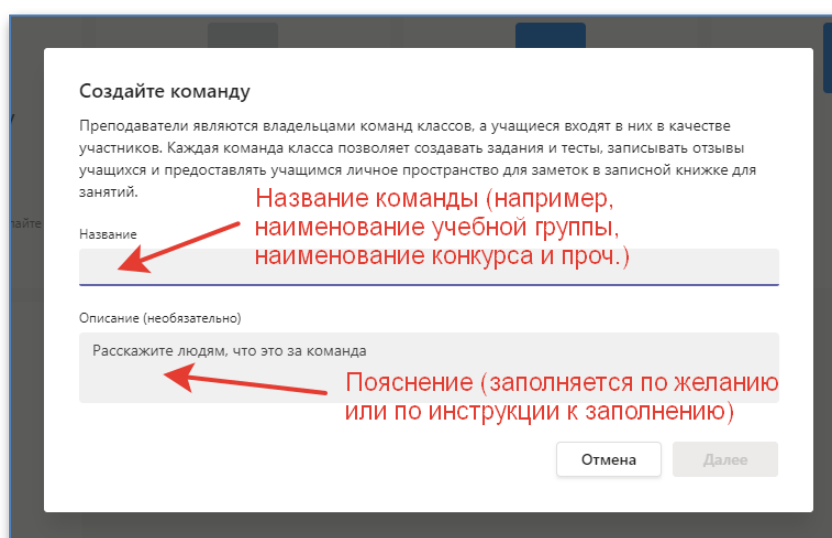 Создайте команду
Преподаватели являются владельцами команд классов, а учащиеся входят в них в качестве
участников. Каждая команда класса позволяет создавать задания и тесты, записывать отзывы
учащихся и предоставлять учащимся личное пространство для заметок в записной книжке для
занятий.
Название команды (например,
наименование учебной группы,
наименование конкурса и проч.)
Название
Описание (необязательно)
Расскажите людям, что это за команда
Пояснение (заполняется по желанию
или по инструкции к заполнению)
Отмена
Далее